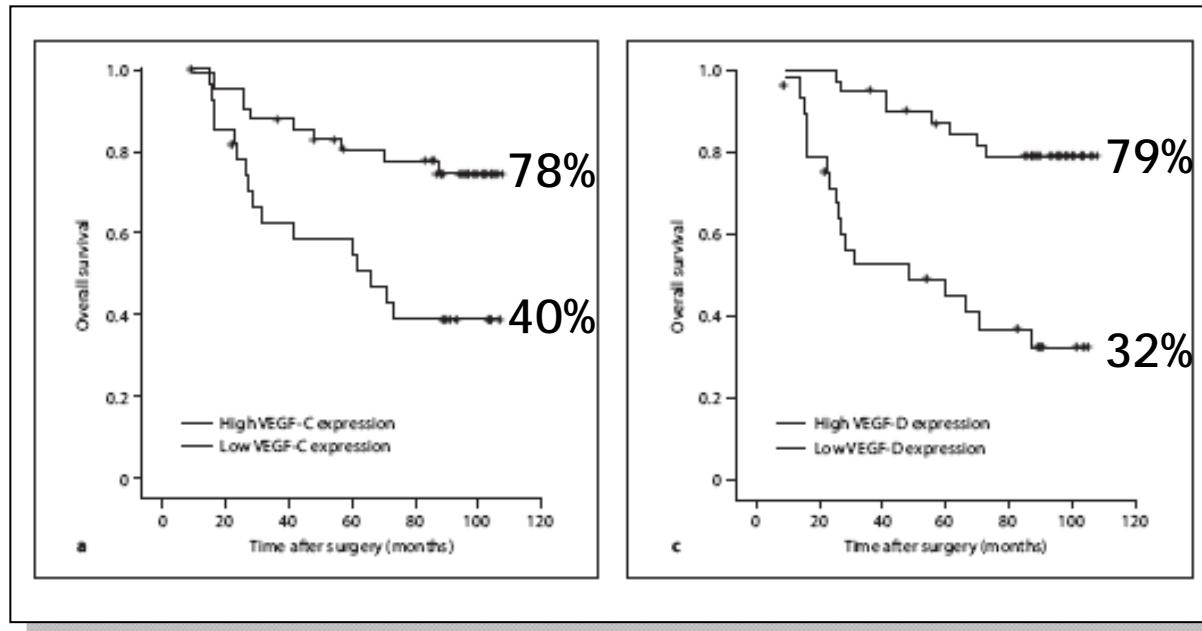 1.0
0.8
0.6
0.4
0.2
0
Overall survival
78%
40%
High VEGF-C expression
Low VEGF-C expression
0 20 40 60 80 100 120
a
Time after surgery (months)
1.0
0.8
0.6
0.4
0.2
0
Overall survival
79%
32%
High VEGF-D expression
Low VEGF-D expression
0 20 40 60 80 100 120
c
Time after surgery (months)